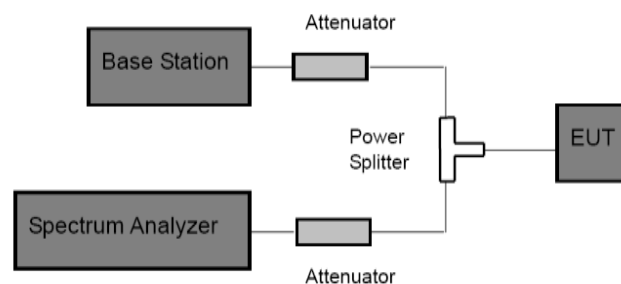 Attenuator
Base Station
Power
Splitter
EUT
Spectrum Analyzer
Attenuator